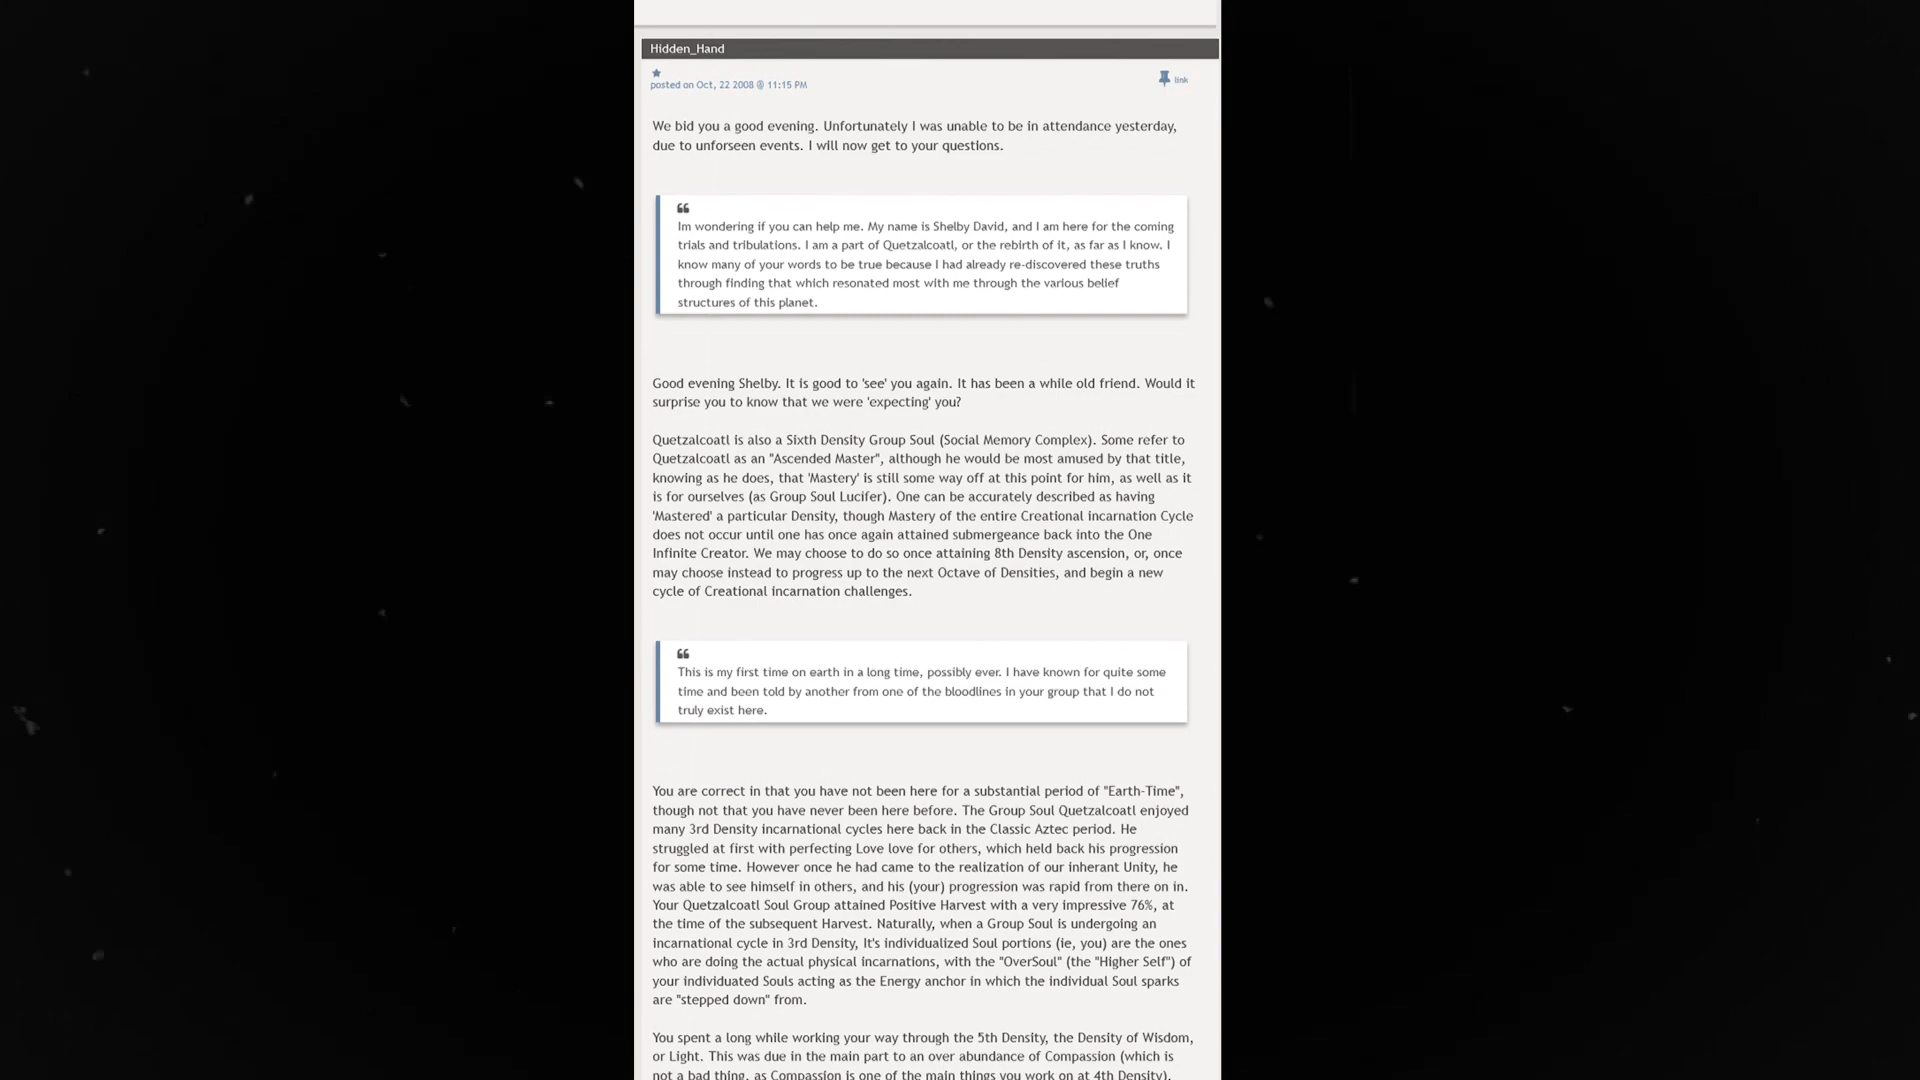 Hidden_Hand
posted on Oct, 22 2008 @ 11:15 PM
link
We bid you a good evening. Unfortunately I was unable to be in attendance yesterday,
due to unforseen events. I will now get to your questions.
Im wondering if you can help me. My name is Shelby David, and I am here for the coming
trials and tribulations. I am a part of Quetzalcoatl, or the rebirth of it, as far as I know. I
know many of your words to be true because I had already re-discovered these truths
through finding that which resonated most with me through the various belief
structures of this planet.
Good evening Shelby. It is good to 'see' you again. It has been a while old friend. Would it
surprise you to know that we were 'expecting' you?
Quetzalcoatl is also a Sixth Density Group Soul (Social Memory Complex). Some refer to
Quetzalcoatl as an "Ascended Master", although he would be most amused by that title,
knowing as he does, that 'Mastery' is still some way off at this point for him, as well as it
is for ourselves (as Group Soul Lucifer). One can be accurately described as having
'Mastered' a particular Density, though Mastery of the entire Creational incarnation Cycle
does not occur until one has once again attained submergeance back into the One
Infinite Creator. We may choose to do so once attaining 8th Density ascension, or, once
may choose instead to progress up to the next Octave of Densities, and begin a new
cycle of Creational incarnation challenges.
This is my first time on earth in a long time, possibly ever. I have known for quite some
time and been told by another from one of the bloodlines in your group that I do not
truly exist here.
You are correct in that you have not been here for a substantial period of "Earth-Time",
though not that you have never been here before. The Group Soul Quetzalcoatl enjoyed
many 3rd Density incarnational cycles here back in the Classic Aztec period. He
struggled at first with perfecting Love love for others, which held back his progression
for some time. However once he had came to the realization of our inherant Unity, he
was able to see himself in others, and his (your) progression was rapid from there on in.
Your Quetzalcoatl Soul Group attained Positive Harvest with a very impressive 76%, at
the time of the subsequent Harvest. Naturally, when a Group Soul is undergoing an
incarnational cycle in 3rd Density, It's individualized Soul portions (ie, you) are the ones
who are doing the actual physical incarnations, with the "OverSoul" (the "Higher Self") of
your individuated Souls acting as the Energy anchor in which the individual Soul sparks
are "stepped down" from.
You spent a long while working your way through the 5th Density, the Density of Wisdom,
or Light. This was due in the main part to an over abundance of Compassion (which is
not a bad thing, as Compassion is one of the main things you work on at 4th Density).